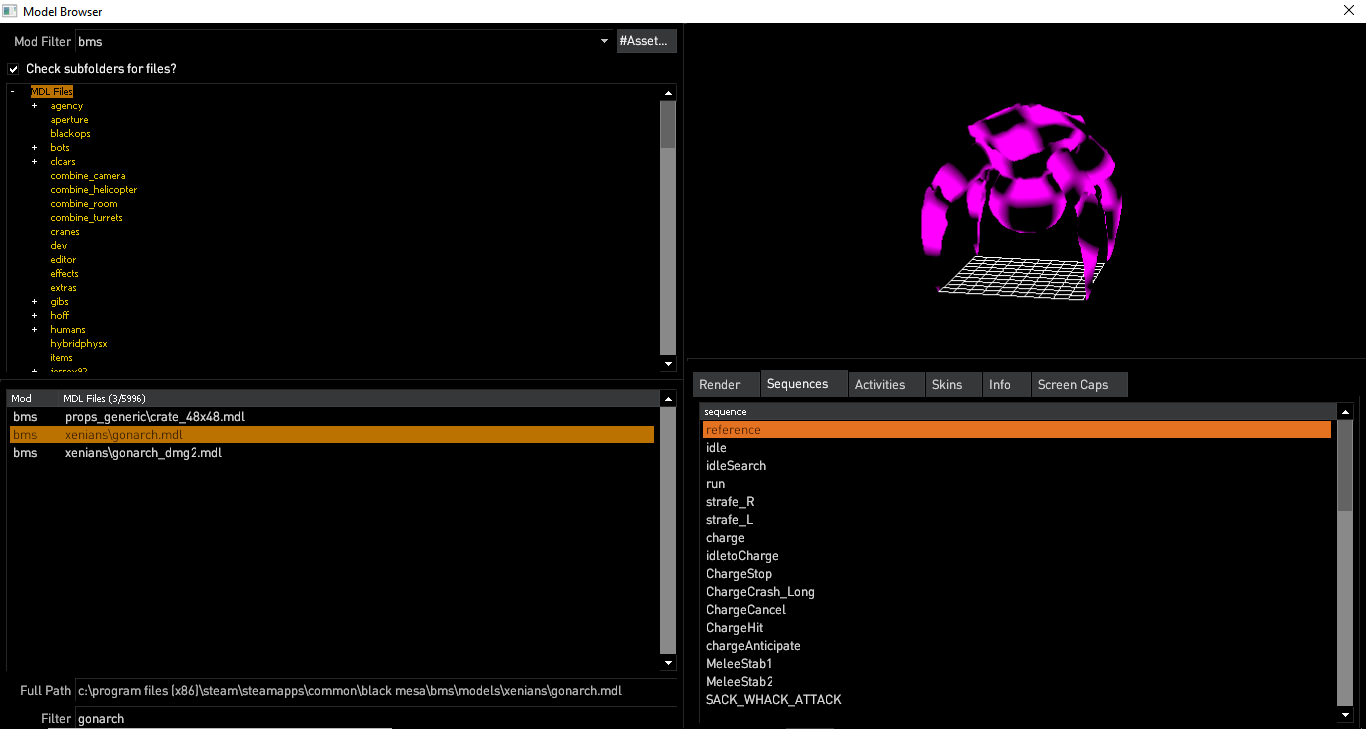 Model Browser
Mod Filter bms #Asset...
Check subfolders for files?
- MDL Files
+ agency
aperture
blackops
+ bots
+ clcars
combine_camera
combine_helicopter
combine_room
combine_turrets
cranes
dev
editor
effects
extras
+ gibs
+ hoff
+ humans
hybridphysx
items
Mod MDL Files (3/5996)
bms props_generic\crate_48x48.mdl
bms xenians\gonarch.mdl
bms xenians\gonarch_dmg2.mdl
Full Path c:\program files (x86)\steam\steamapps\common\black mesa\bms\models\xenians\gonarch.mdl
Filter gonarch
Render Sequences Activities Skins Info Screen Caps
sequence
reference
idle
idleSearch
run
strafe_R
strafe_L
charge
idletoCharge
ChargeStop
ChargeCrash_Long
ChargeCancel
ChargeHit
chargeAnticipate
MeleeStab1
MeleeStab2
SACK_WHACK_ATTACK